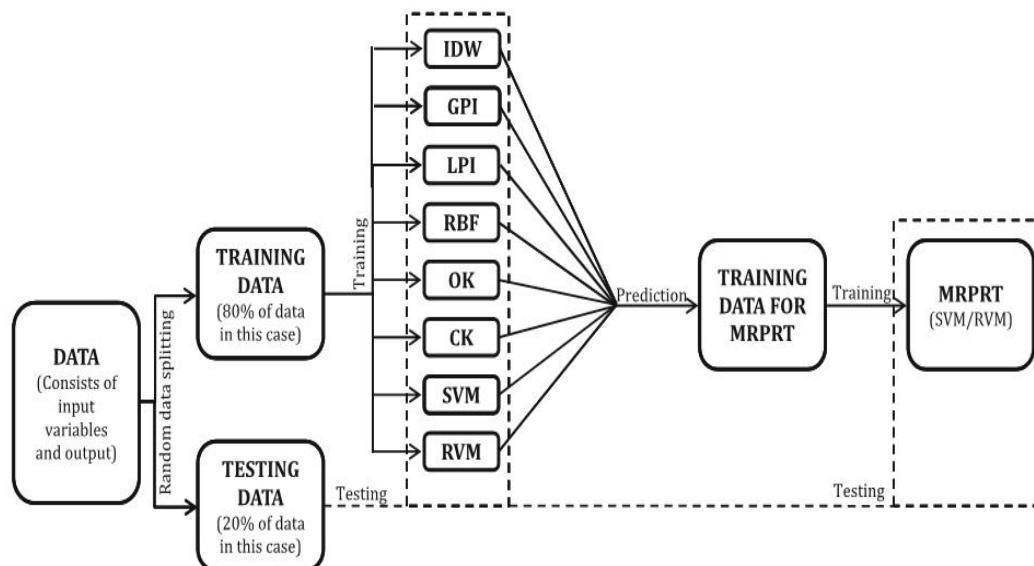 DATA
(Consists of
input
variables
and output)
Random data splitting
TRAINING
DATA
(80% of data
in this case)
TESTING
DATA
(20% of data
in this case)
Training
Testing
IDW
GPI
LPI
RBF
OK
CK
SVM
RVM
Prediction
TRAINING
DATA FOR
MRPRT
Training
Testing
MRPRT
(SVM/RVM)